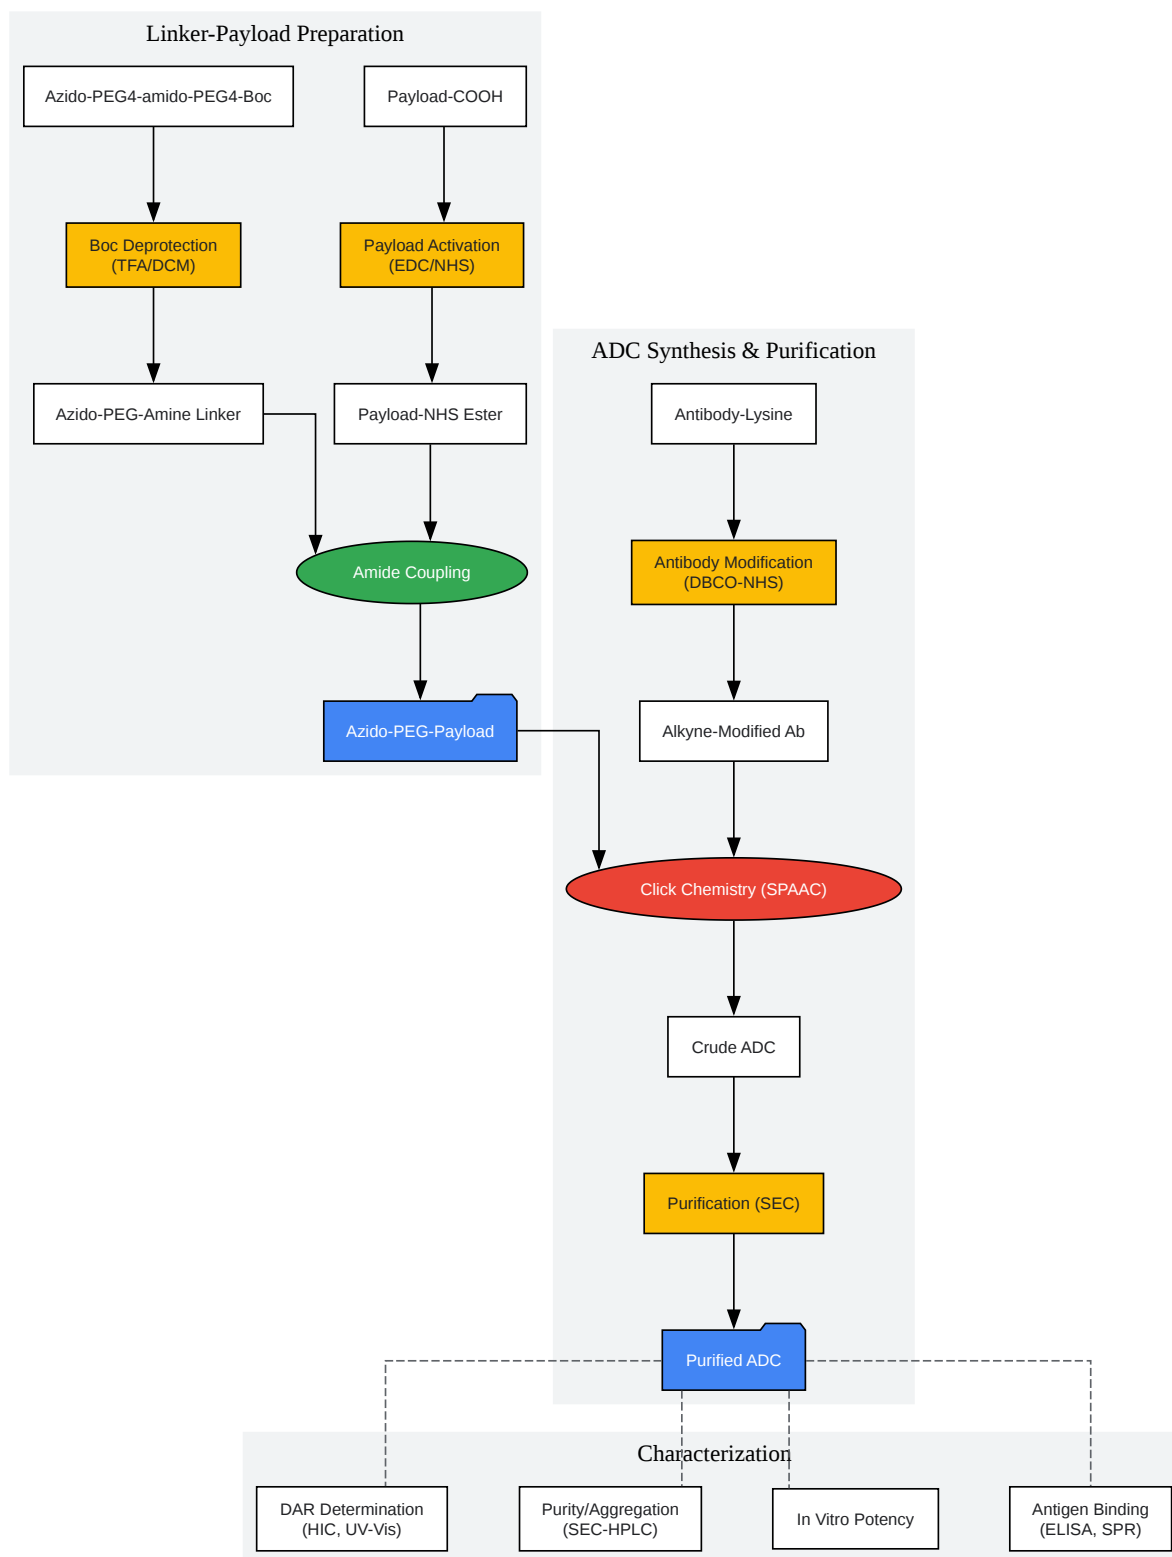 Linker-Payload Preparation
Azido-PEG4-amido-PEG4-Boc
Payload-COOH
Boc Deprotection
(TFA/DCM)
Payload Activation
(EDC/NHS)
Azido-PEG-Amine Linker
Payload-NHS Ester
Amide Coupling
Azido-PEG-Payload
ADC Synthesis & Purification
Antibody-Lysine
Antibody Modification
(DBCO-NHS)
Alkyne-Modified Ab
Click Chemistry (SPAAC)
Crude ADC
Purification (SEC)
Purified ADC
Characterization
DAR Determination
(HIC, UV-Vis)
Purity/Aggregation
(SEC-HPLC)
In Vitro Potency
Antigen Binding
(ELISA, SPR)